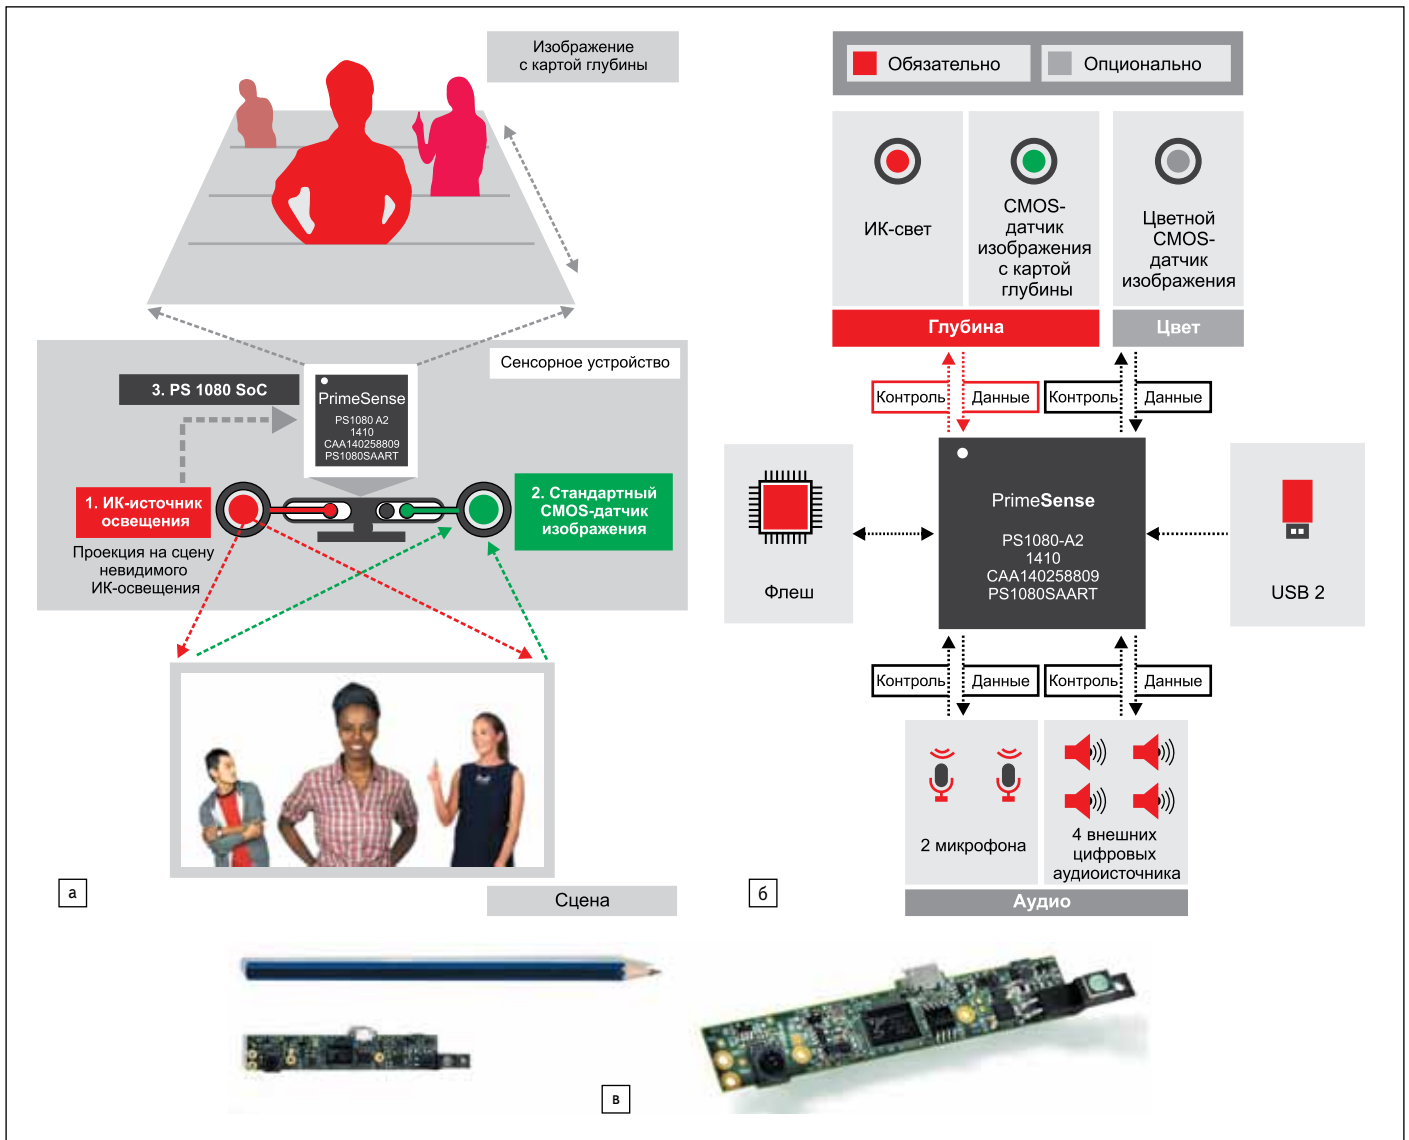 Изображение
с картой глубины
Сенсорное устройство
3. PS 1080 SoC
PrimeSense
PS1080 A2
1410
CAA140258809
PS1080SAART
1. ИК-источник
освещения
2. Стандартный
CMOS-датчик
изображения
Проекция на сцену
невидимого
ИК-освещения
а
Сцена
Обязательно
Опционально
ИК-свет
CMOS-
датчик
изображения
с картой
глубины
Цветной
CMOS-
датчик
изображения
Глубина
Цвет
Контроль
Данные
Контроль
Данные
Флеш
PrimeSense
PS1080-A2
1410
CAA140258809
PS1080SAART
USB 2
Контроль
Данные
Контроль
Данные
2 микрофона
4 внешних
цифровых
аудиоисточника
Аудио
б
в